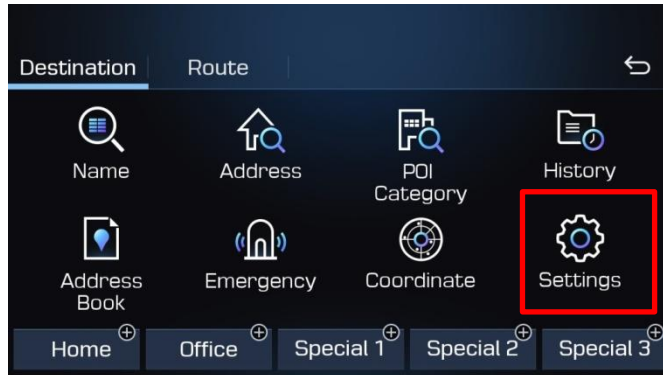 Destination
Route
Name
Address
POI
Category
History
Address
Book
Emergency
Coordinate
Settings
Home
Office
Special 1
Special 2
Special 3